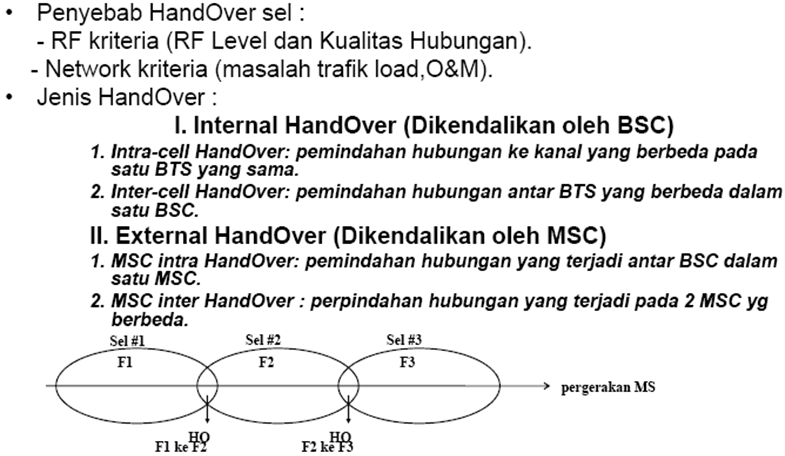 • Penyebab HandOver sel :
- RF kriteria (RF Level dan Kualitas Hubungan).
- Network kriteria (masalah trafik load,O&M).
• Jenis HandOver :
I. Internal HandOver (Dikendalikan oleh BSC)
1. Intra-cell HandOver: pemindahan hubungan ke kanal yang berbeda pada
satu BTS yang sama.
2. Inter-cell HandOver: pemindahan hubungan antar BTS yang berbeda dalam
satu BSC.
II. External HandOver (Dikendalikan oleh MSC)
1. MSC intra HandOver: pemindahan hubungan yang terjadi antar BSC dalam
satu MSC.
2. MSC inter HandOver : perpindahan hubungan yang terjadi pada 2 MSC yg
berbeda.
Sel #1 Sel #2 Sel #3
F1 F2 F3
pergerakan MS
HO HO
F1 ke F2 F2 ke F3